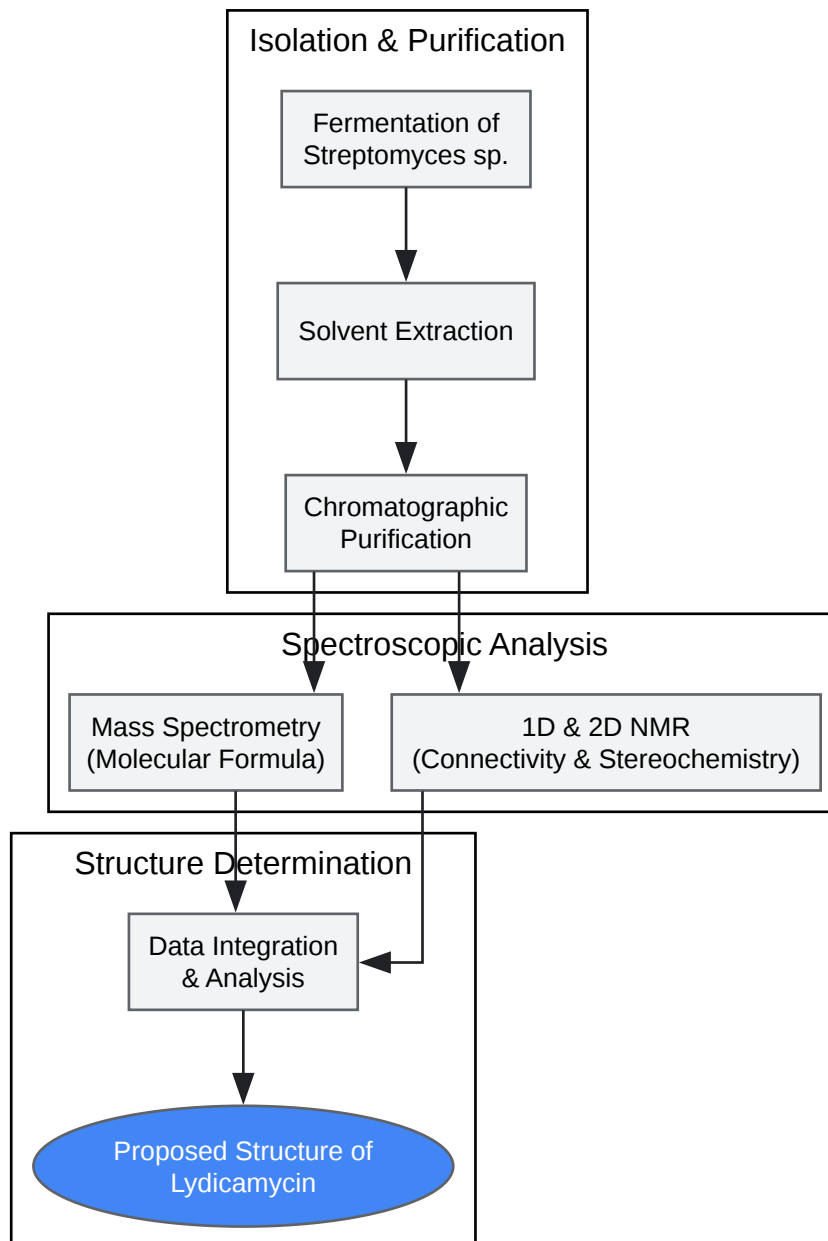 Isolation & Purification
Fermentation of
Streptomyces sp.
Solvent Extraction
Chromatographic
Purification
Spectroscopic Analysis
Mass Spectrometry
(Molecular Formula)
1D & 2D NMR
(Connectivity & Stereochemistry)
Structure Determination
Data Integration
& Analysis
Proposed Structure of
Lydicamycin